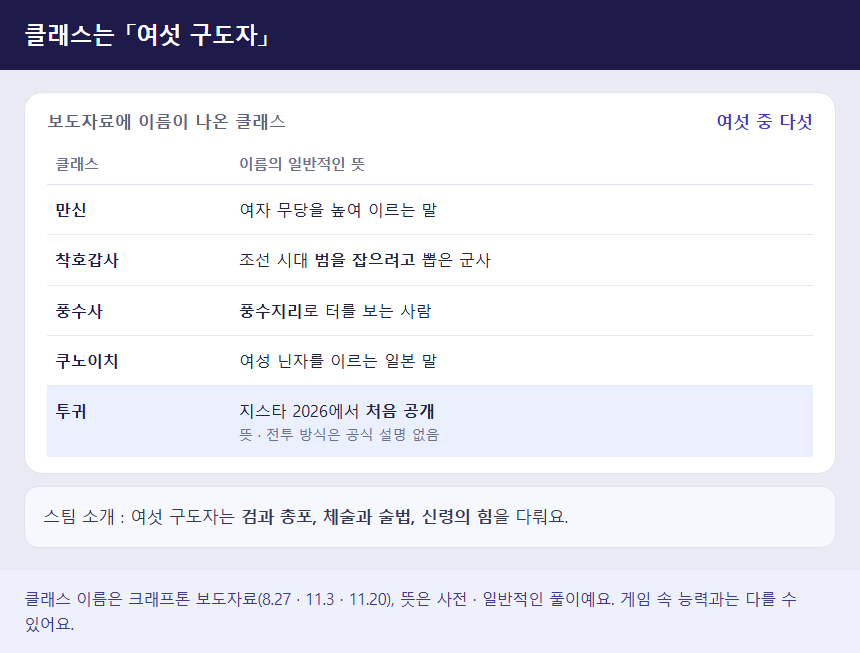 클래스는 「여섯 구도자」
보도자료에 이름이 나온 클래스
여섯 중 다섯
클래스 이름의 일반적인 뜻
만신 여자 무당을 높여 이르는 말
착호갑사 조선 시대 범을 잡으려고 뽑은 군사
풍수사 풍수지리로 터를 보는 사람
쿠노이치 여성 닌자를 이르는 일본 말
투귀 지스타 2026에서 처음 공개
뜻 · 전투 방식은 공식 설명 없음
스팀 소개 : 여섯 구도자는 검과 총포, 체술과 술법, 신령의 힘을 다뤄요.
클래스 이름은 크래프톤 보도자료(8.27 · 11.3 · 11.20), 뜻은 사전 · 일반적인 풀이예요. 게임 속 능력과는 다를 수
있어요.